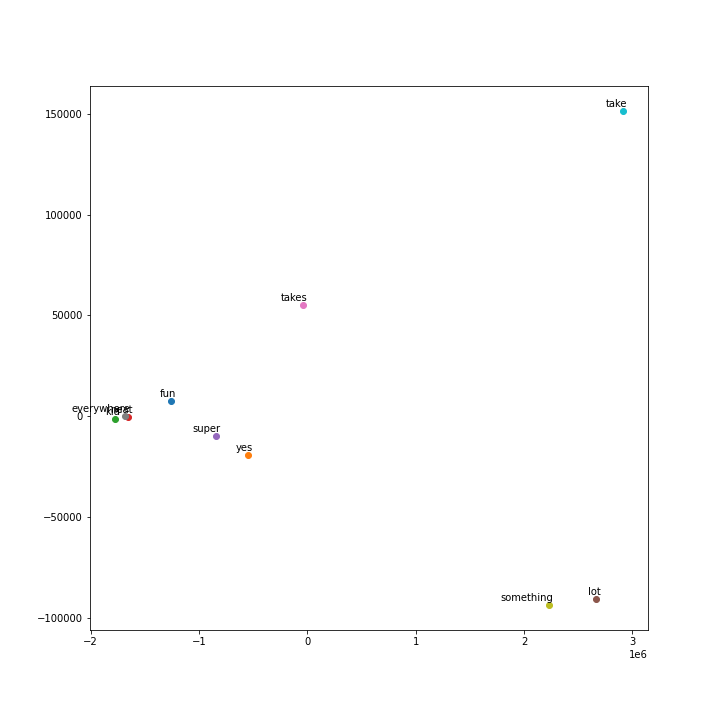 take
takes
fun
everywhere
super
yes
something
lot
150000
100000
50000
0
−50000
−100000
−2
−1
0
1
2
3
1e6